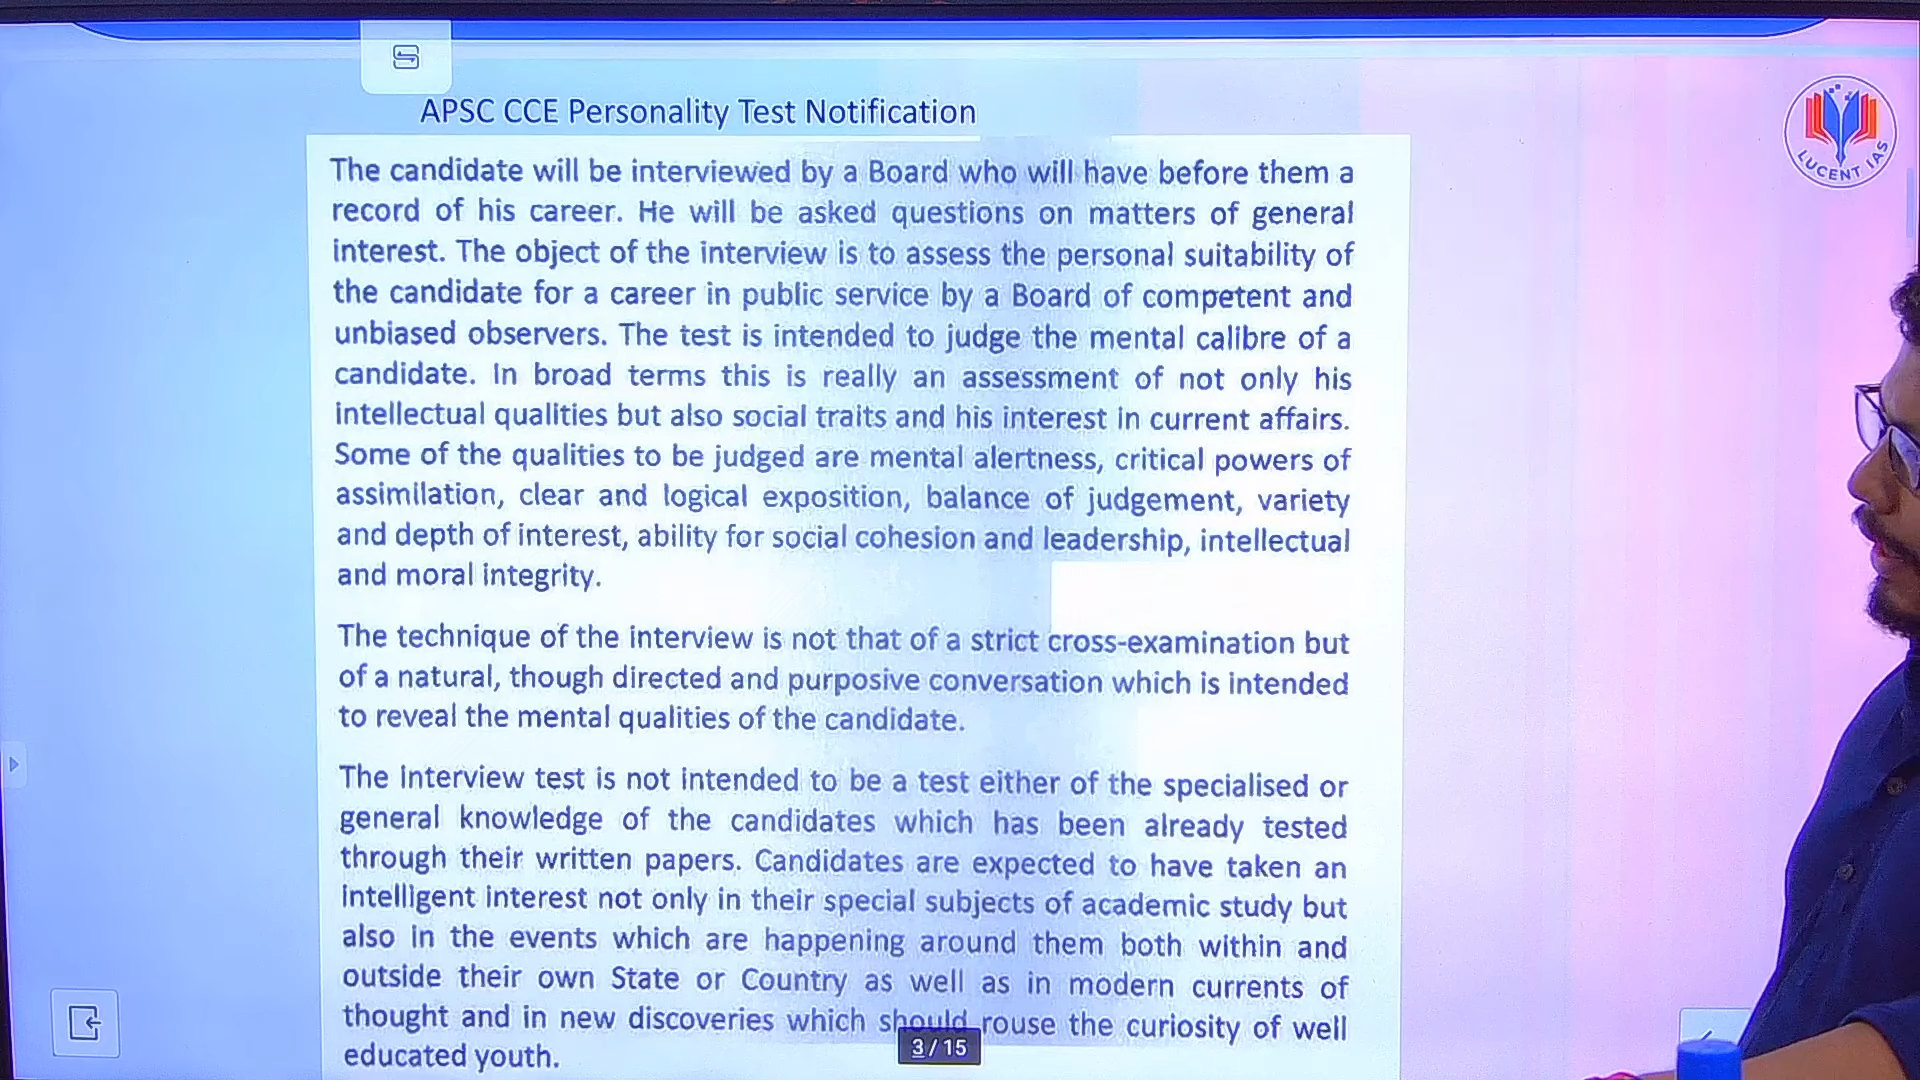 APSC CCE Personality Test Notification
The candidate will be interviewed by a Board who will have before them a
record of his career. He will be asked questions on matters of general
interest. The object of the interview is to assess the personal suitability of
the candidate for a career in public service by a Board of competent and
unbiased observers. The test is intended to judge the mental calibre of a
candidate. In broad terms this is really an assessment of not only his
intellectual qualities but also social traits and his interest in current affairs.
Some of the qualities to be judged are mental alertness, critical powers of
assimilation, clear and logical exposition, balance of judgement, variety
and depth of interest, ability for social cohesion and leadership, intellectual
and moral integrity.
The technique of the interview is not that of a strict cross-examination but
of a natural, though directed and purposive conversation which is intended
to reveal the mental qualities of the candidate.
The interview test is not intended to be a test either of the specialised or
general knowledge of the candidates which has been already tested
through their written papers. Candidates are expected to have taken an
intelligent interest not only in their special subjects of academic study but
also in the events which are happening around them both within and
outside their own State or Country as well as in modern currents of
thought and in new discoveries which should rouse the curiosity of well
educated youth.
3/15
LUCENT IAS